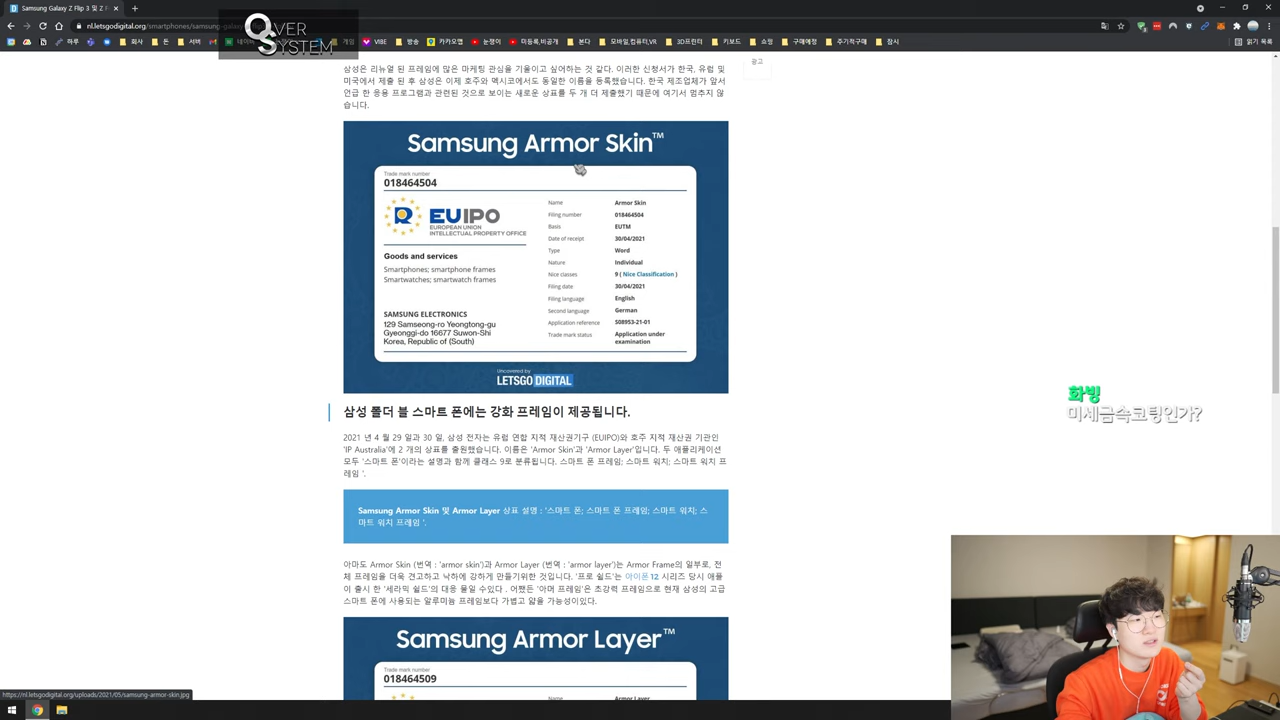 Samsung Galaxy Z Flip 3 및 Z F
nl.letsgodigital.org/smartphones/samsung-gala
OVER
SYSTEM
하루
회사
돈
서버
VIBE
방송
카카오맵
눈쨍이
미등록,비공개
본다
모바일,컴퓨터,VR
3D프린터
키보드
쇼핑
구매예정
주기적구매
잠시
읽기 목록
광고
삼성은 리뉴얼 된 프레임에 많은 마케팅 관심을 기울이고 싶어하는 것 같다. 이러한 신청서가 한국, 유럽 및
미국에서 제출 된 후 삼성은 이제 호주와 멕시코에서도 동일한 이름을 등록했습니다. 한국 제조업체가 앞서
언급 한 응용 프로그램과 관련된 것으로 보이는 새로운 상표를 두 개 더 제출했기 때문에 여기서 멈추지 않
습니다.
Samsung Armor Skin™
Trade mark number
018464504
EUIPO
EUROPEAN UNION
INTELLECTUAL PROPERTY OFFICE
Goods and services
Smartphones; smartphone frames
Smartwatches; smartwatch frames
SAMSUNG ELECTRONICS
129 Samseong-ro Yeongtong-gu
Gyeonggi-do 16677 Suwon-Shi
Korea, Republic of (South)
Name Armor Skin
Filing number 018464504
Basis EUTM
Date of receipt 30/04/2021
Type Word
Nature Individual
Nice classes 9 ( Nice Classification )
Filing date 30/04/2021
Filing language English
Second language German
Application reference S08953-21-01
Trade mark status Application under
examination
Uncovered by
LETSGO DIGITAL
삼성 폴더 블 스마트 폰에는 강화 프레임이 제공됩니다.
2021 년 4 월 29 일과 30 일, 삼성 전자는 유럽 연합 지적 재산권기구 (EUIPO)와 호주 지적 재산권 기관인
'IP Australia'에 2 개의 상표를 출원했습니다. 이름은 'Armor Skin'과 'Armor Layer'입니다. 두 애플리케이션
모두 '스마트 폰'이라는 설명과 함께 클래스 9로 분류됩니다. 스마트 폰 프레임; 스마트 워치; 스마트 워치 프
레임 '.
Samsung Armor Skin 및 Armor Layer 상표 설명 : '스마트 폰; 스마트 폰 프레임; 스마트 워치; 스
마트 워치 프레임 '.
아마도 Armor Skin (번역 : 'armor skin')과 Armor Layer (번역 : 'armor layer')는 Armor Frame의 일부로, 전
체 프레임을 더욱 견고하고 낙하에 강하게 만들기위한 것입니다. '프로 쉴드'는 아이폰12 시리즈 당시 애플
이 출시 한 '세라믹 쉴드'의 대응 물일 수있다 . 어쨌든 '아머 프레임'은 초강력 프레임으로 현재 삼성의 고급
스마트 폰에 사용되는 알루미늄 프레임보다 가볍고 얇을 가능성이있다.
Samsung Armor Layer™
Trade mark number
018464509
Name Armor Layer
화빙
미세금속코팅인가?
https://nl.letsgodigital.org/uploads/2021/05/samsung-armor-skin.jpg